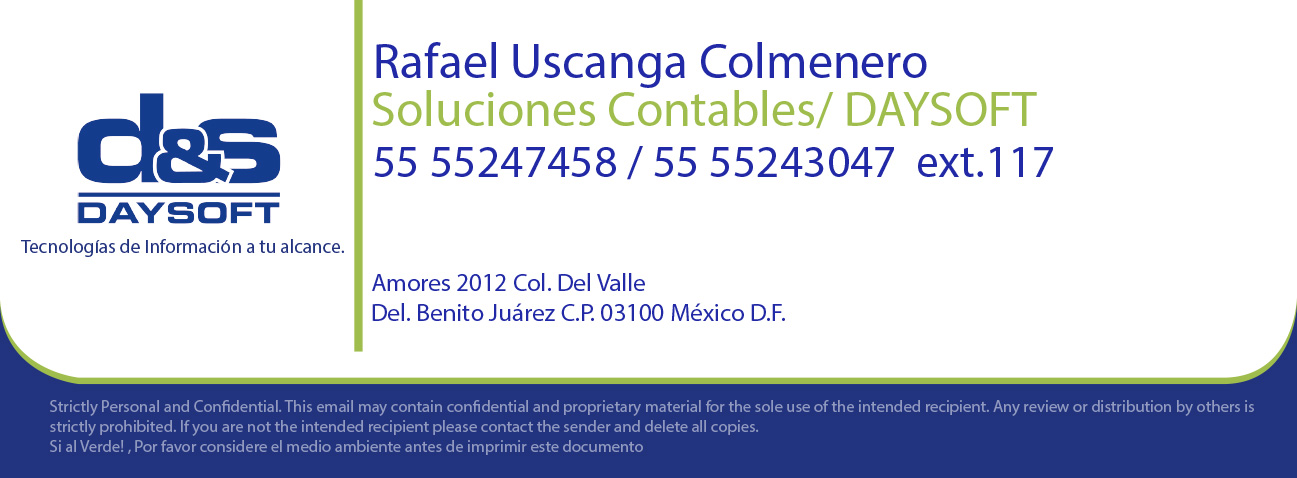 Rafael Uscanga Colmenero
Soluciones Contables/ DAYSOFT
55 55247458 / 55 55243047 ext.117
d&s
DAYSOFT
Tecnologías de Información a tu alcance.
Amores 2012 Col. Del Valle
Del. Benito Juárez C.P. 03100 México D.F.
Strictly Personal and Confidential. This email may contain confidential and proprietary material for the sole use of the intended recipient. Any review or distribution by others is
strictly prohibited. If you are not the intended recipient please contact the sender and delete all copies.
Si al Verde! , Por favor considere el medio ambiente antes de imprimir este documento